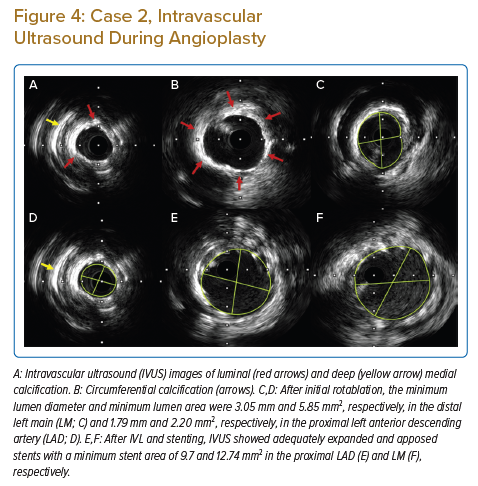 Figure 4: Case 2, Intravascular
Ultrasound During Angioplasty
A
B
C
D
E
F
A: Intravascular ultrasound (IVUS) images of luminal (red arrows) and deep (yellow arrow) medial
calcification. B: Circumferential calcification (arrows). C,D: After initial rotablation, the minimum
lumen diameter and minimum lumen area were 3.05 mm and 5.85 mm², respectively, in the distal
left main (LM; C) and 1.79 mm and 2.20 mm², respectively, in the proximal left anterior descending
artery (LAD; D). E,F: After IVL and stenting, IVUS showed adequately expanded and apposed
stents with a minimum stent area of 9.7 and 12.74 mm² in the proximal LAD (E) and LM (F),
respectively.